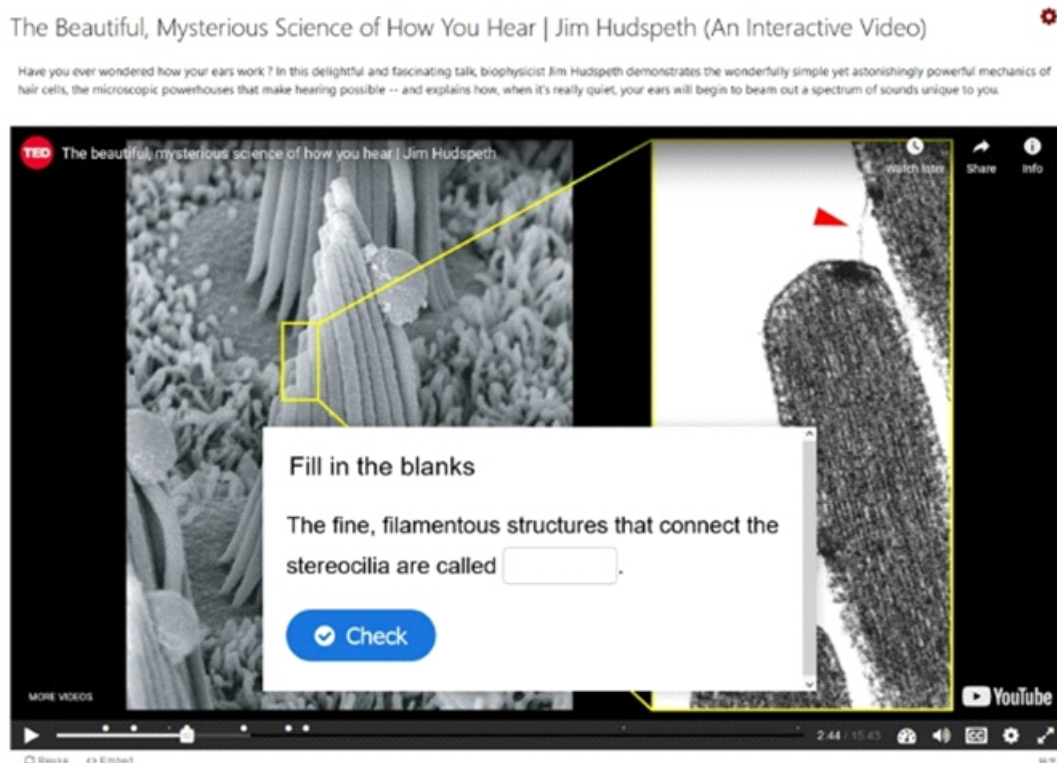 The Beautiful, Mysterious Science of How You Hear | Jim Hudspeth (An Interactive Video)
Have you ever wondered how your ears work ? In this delightful and fascinating talk, biophysicist Jim Hudspeth demonstrates the wonderfully simple yet astonishingly powerful mechanics of
hair cells, the microscopic powerhouses that make hearing possible -- and explains how, when it's really quiet, your ears will begin to beam out a spectrum of sounds unique to you.
TED The beautiful, mysterious science of how you hear | Jim Hudspeth
Watch later Share Info
Fill in the blanks
The fine, filamentous structures that connect the
stereocilia are called .
Check
MORE VIDEOS
YouTube
2:44 / 15:43 CC
Reuse <> Embed